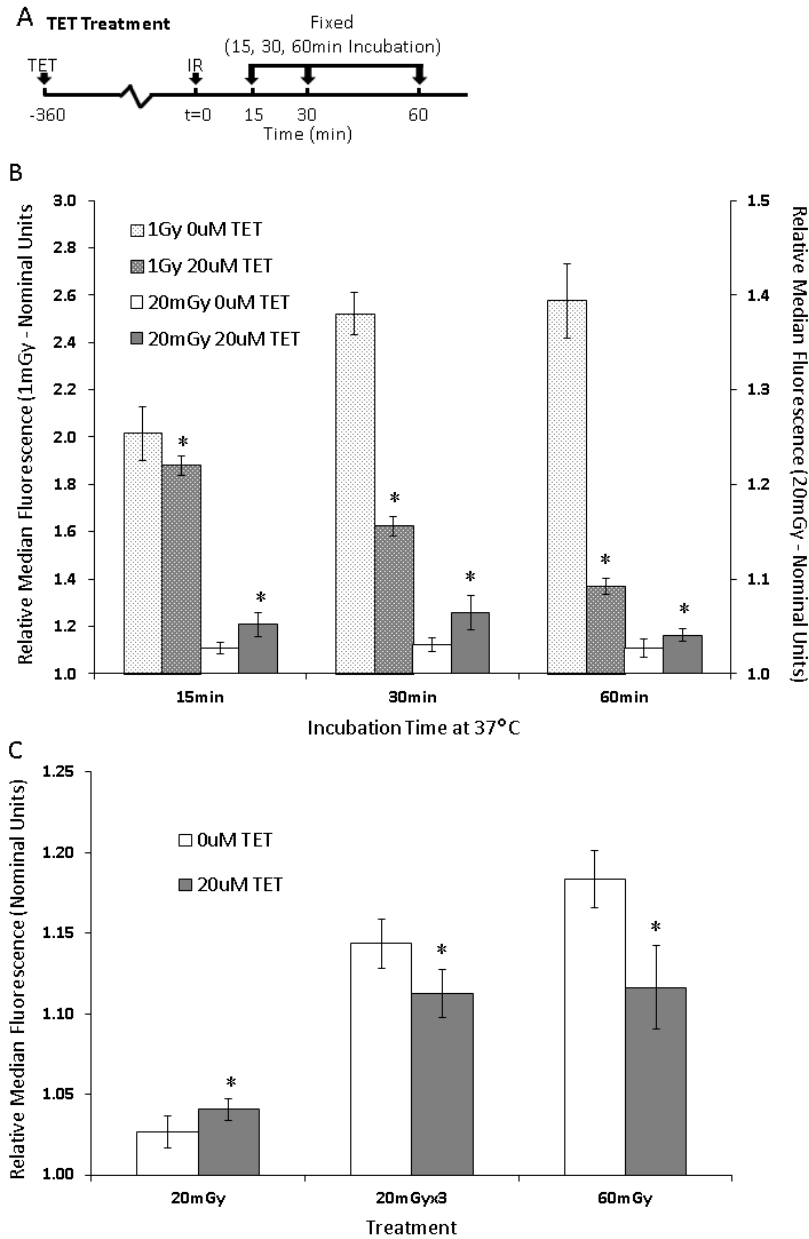 A
TET Treatment
Fixed
(15, 30, 60min Incubation)
TET
IR
-360
t=0
15
30
60
Time (min)
B
Relative Median Fluorescence (1mGy - Nominal Units)
3.0
2.8
2.6
2.4
2.2
2.0
1.8
1.6
1.4
1.2
1.0
1Gy 0uM TET
1Gy 20uM TET
20mGy 0uM TET
20mGy 20uM TET
*
*
*
*
*
*
1.5
1.4
1.3
1.2
1.1
1.0
Relative Median Fluorescence (20mGy - Nominal Units)
15min
30min
60min
Incubation Time at 37°C
C
Relative Median Fluorescence (Nominal Units)
1.25
1.20
1.15
1.10
1.05
1.00
0uM TET
20uM TET
*
*
*
20mGy
20mGyx3
60mGy
Treatment